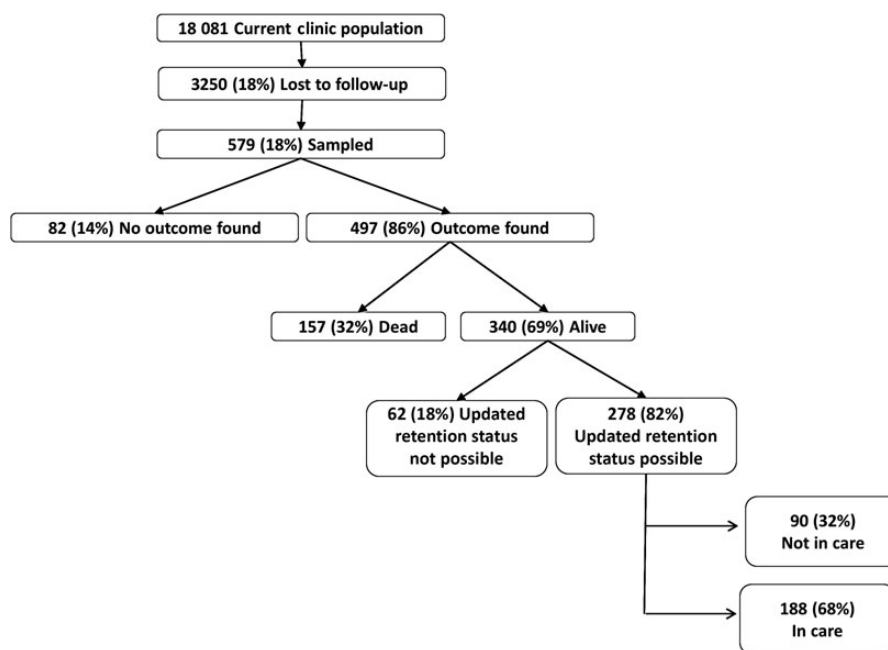 18 081 Current clinic population
3250 (18%) Lost to follow-up
579 (18%) Sampled
82 (14%) No outcome found
497 (86%) Outcome found
157 (32%) Dead
340 (69%) Alive
62 (18%) Updated
retention status
not possible
278 (82%)
Updated retention
status possible
90 (32%)
Not in care
188 (68%)
In care